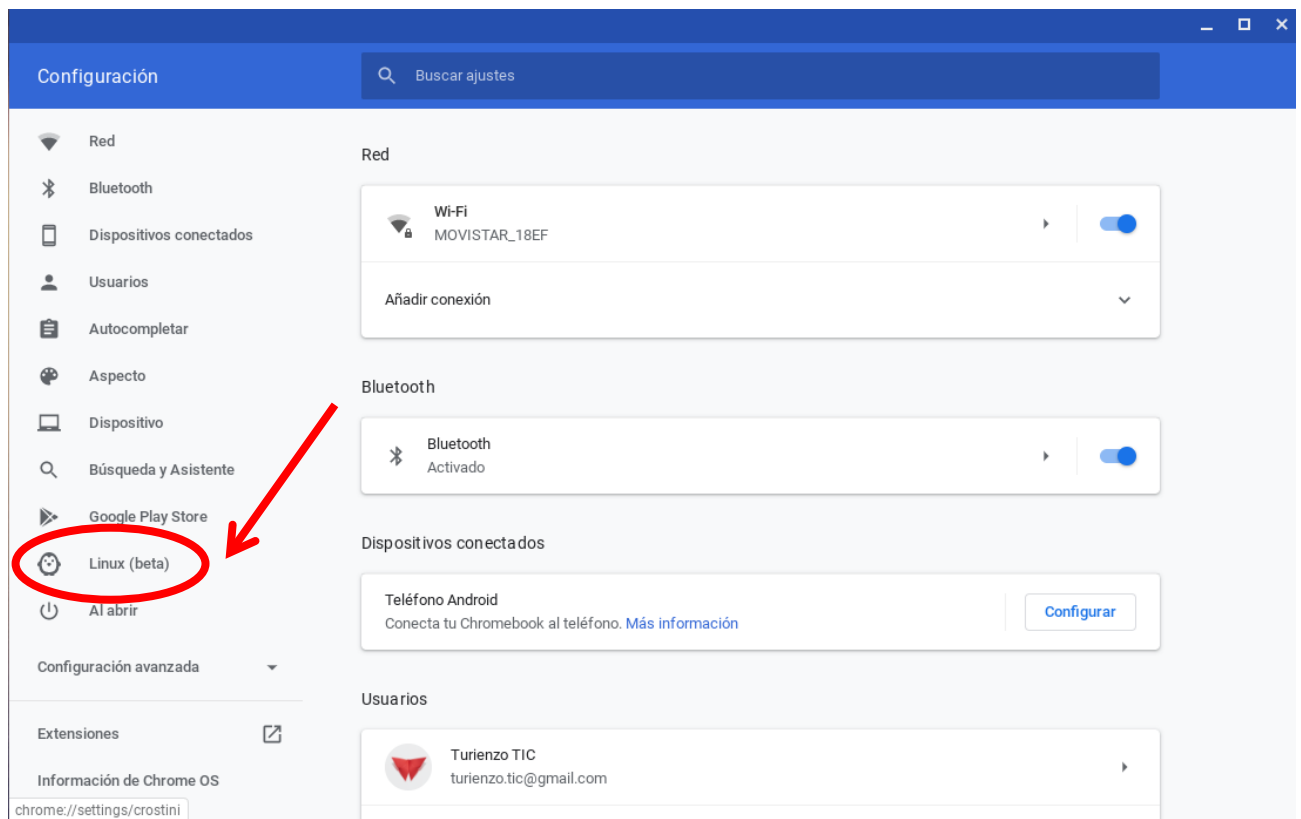 Configuración
Buscar ajustes
Red
Bluetooth
Dispositivos conectados
Usuarios
Autocompletar
Aspecto
Dispositivo
Búsqueda y Asistente
Google Play Store
Linux (beta)
Al abrir
Configuración avanzada
Extensiones
Información de Chrome OS
chrome://settings/crostini
Red
Wi-Fi
MOVISTAR_18EF
Añadir conexión
Bluetooth
Bluetooth
Activado
Dispositivos conectados
Teléfono Android
Conecta tu Chromebook al teléfono. Más información
Configurar
Usuarios
Turienzo TIC
turienzo.tic@gmail.com